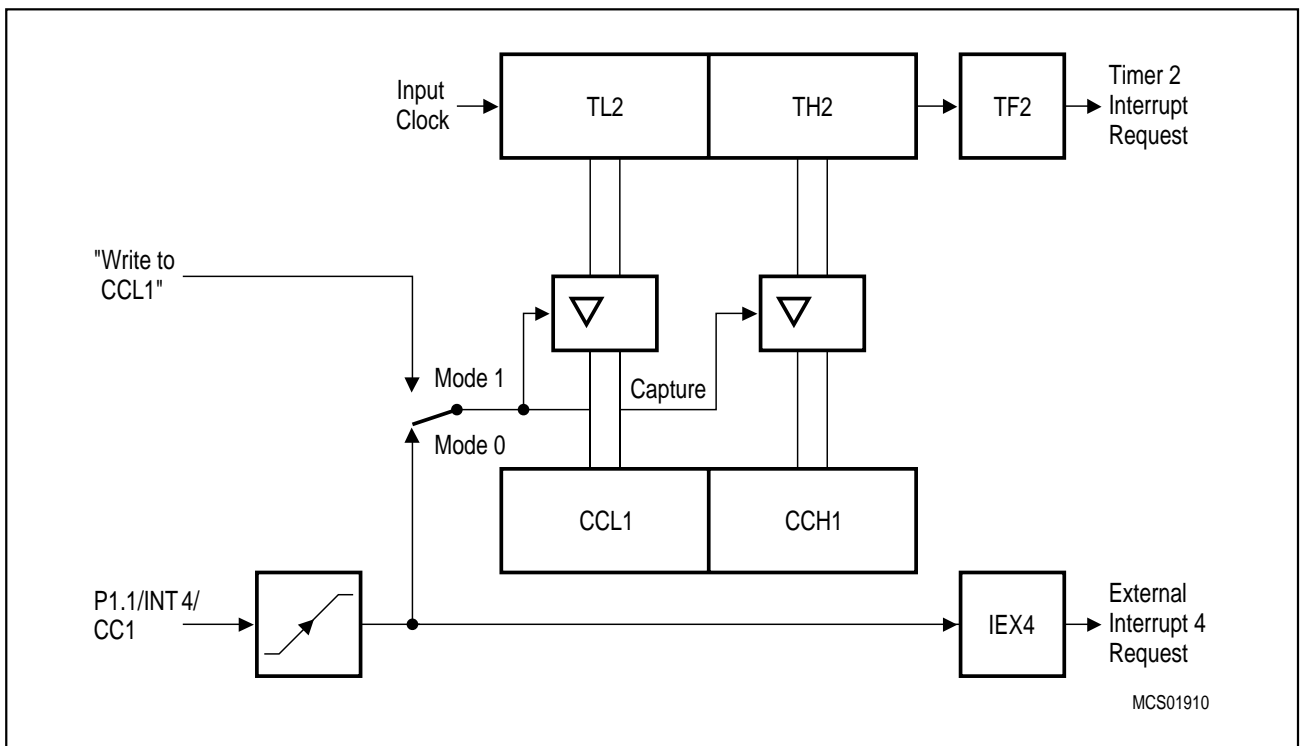 Input
Clock
TL2
TH2
TF2
Timer 2
Interrupt
Request
"Write to
CCL1"
Mode 1
Capture
Mode 0
CCL1
CCH1
P1.1/INT 4/
CC1
IEX4
External
Interrupt 4
Request
MCS01910